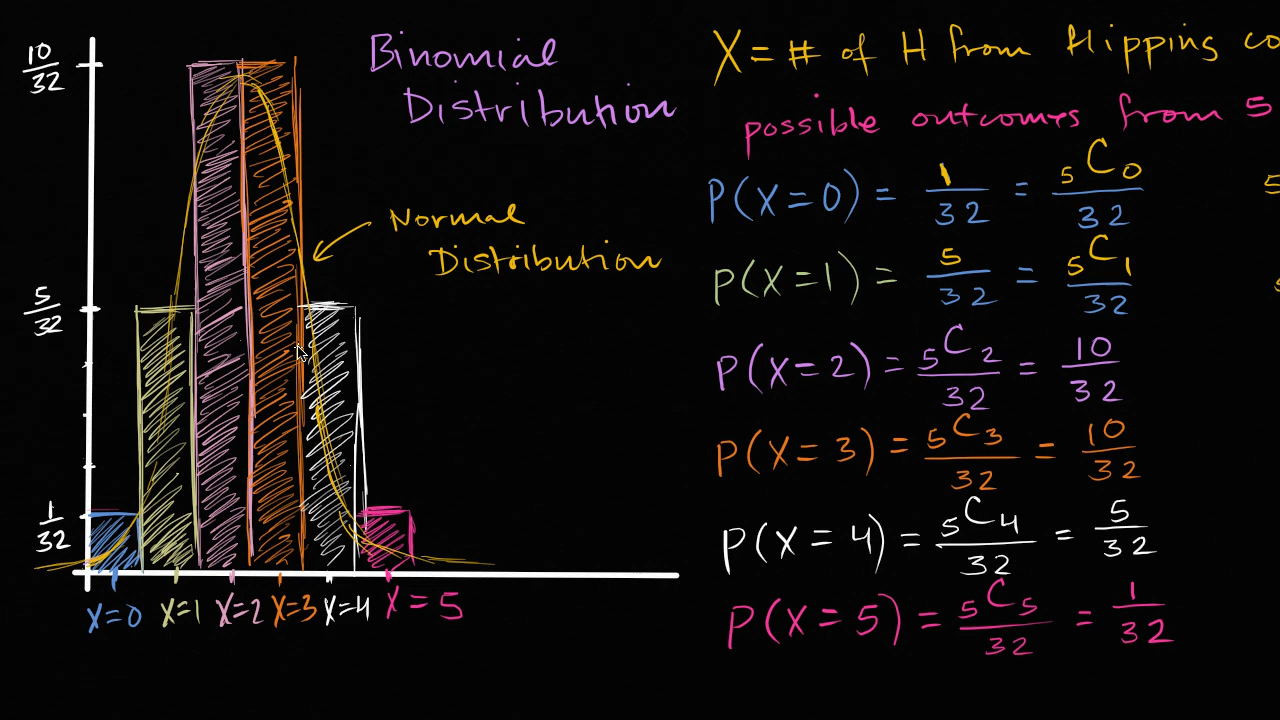 Binomial
Distribution
Normal
Distribution
10/32
5/32
1/32
X=0 X=1 X=2 X=3 X=4 X=5
X = # of H from flipping co
possible outcomes from 5
P(X=0) = 1/32 = ₅C₀/32
P(X=1) = 5/32 = ₅C₁/32
P(X=2) = ₅C₂/32 = 10/32
P(X=3) = ₅C₃/32 = 10/32
P(X=4) = ₅C₄/32 = 5/32
P(X=5) = ₅C₅/32 = 1/32